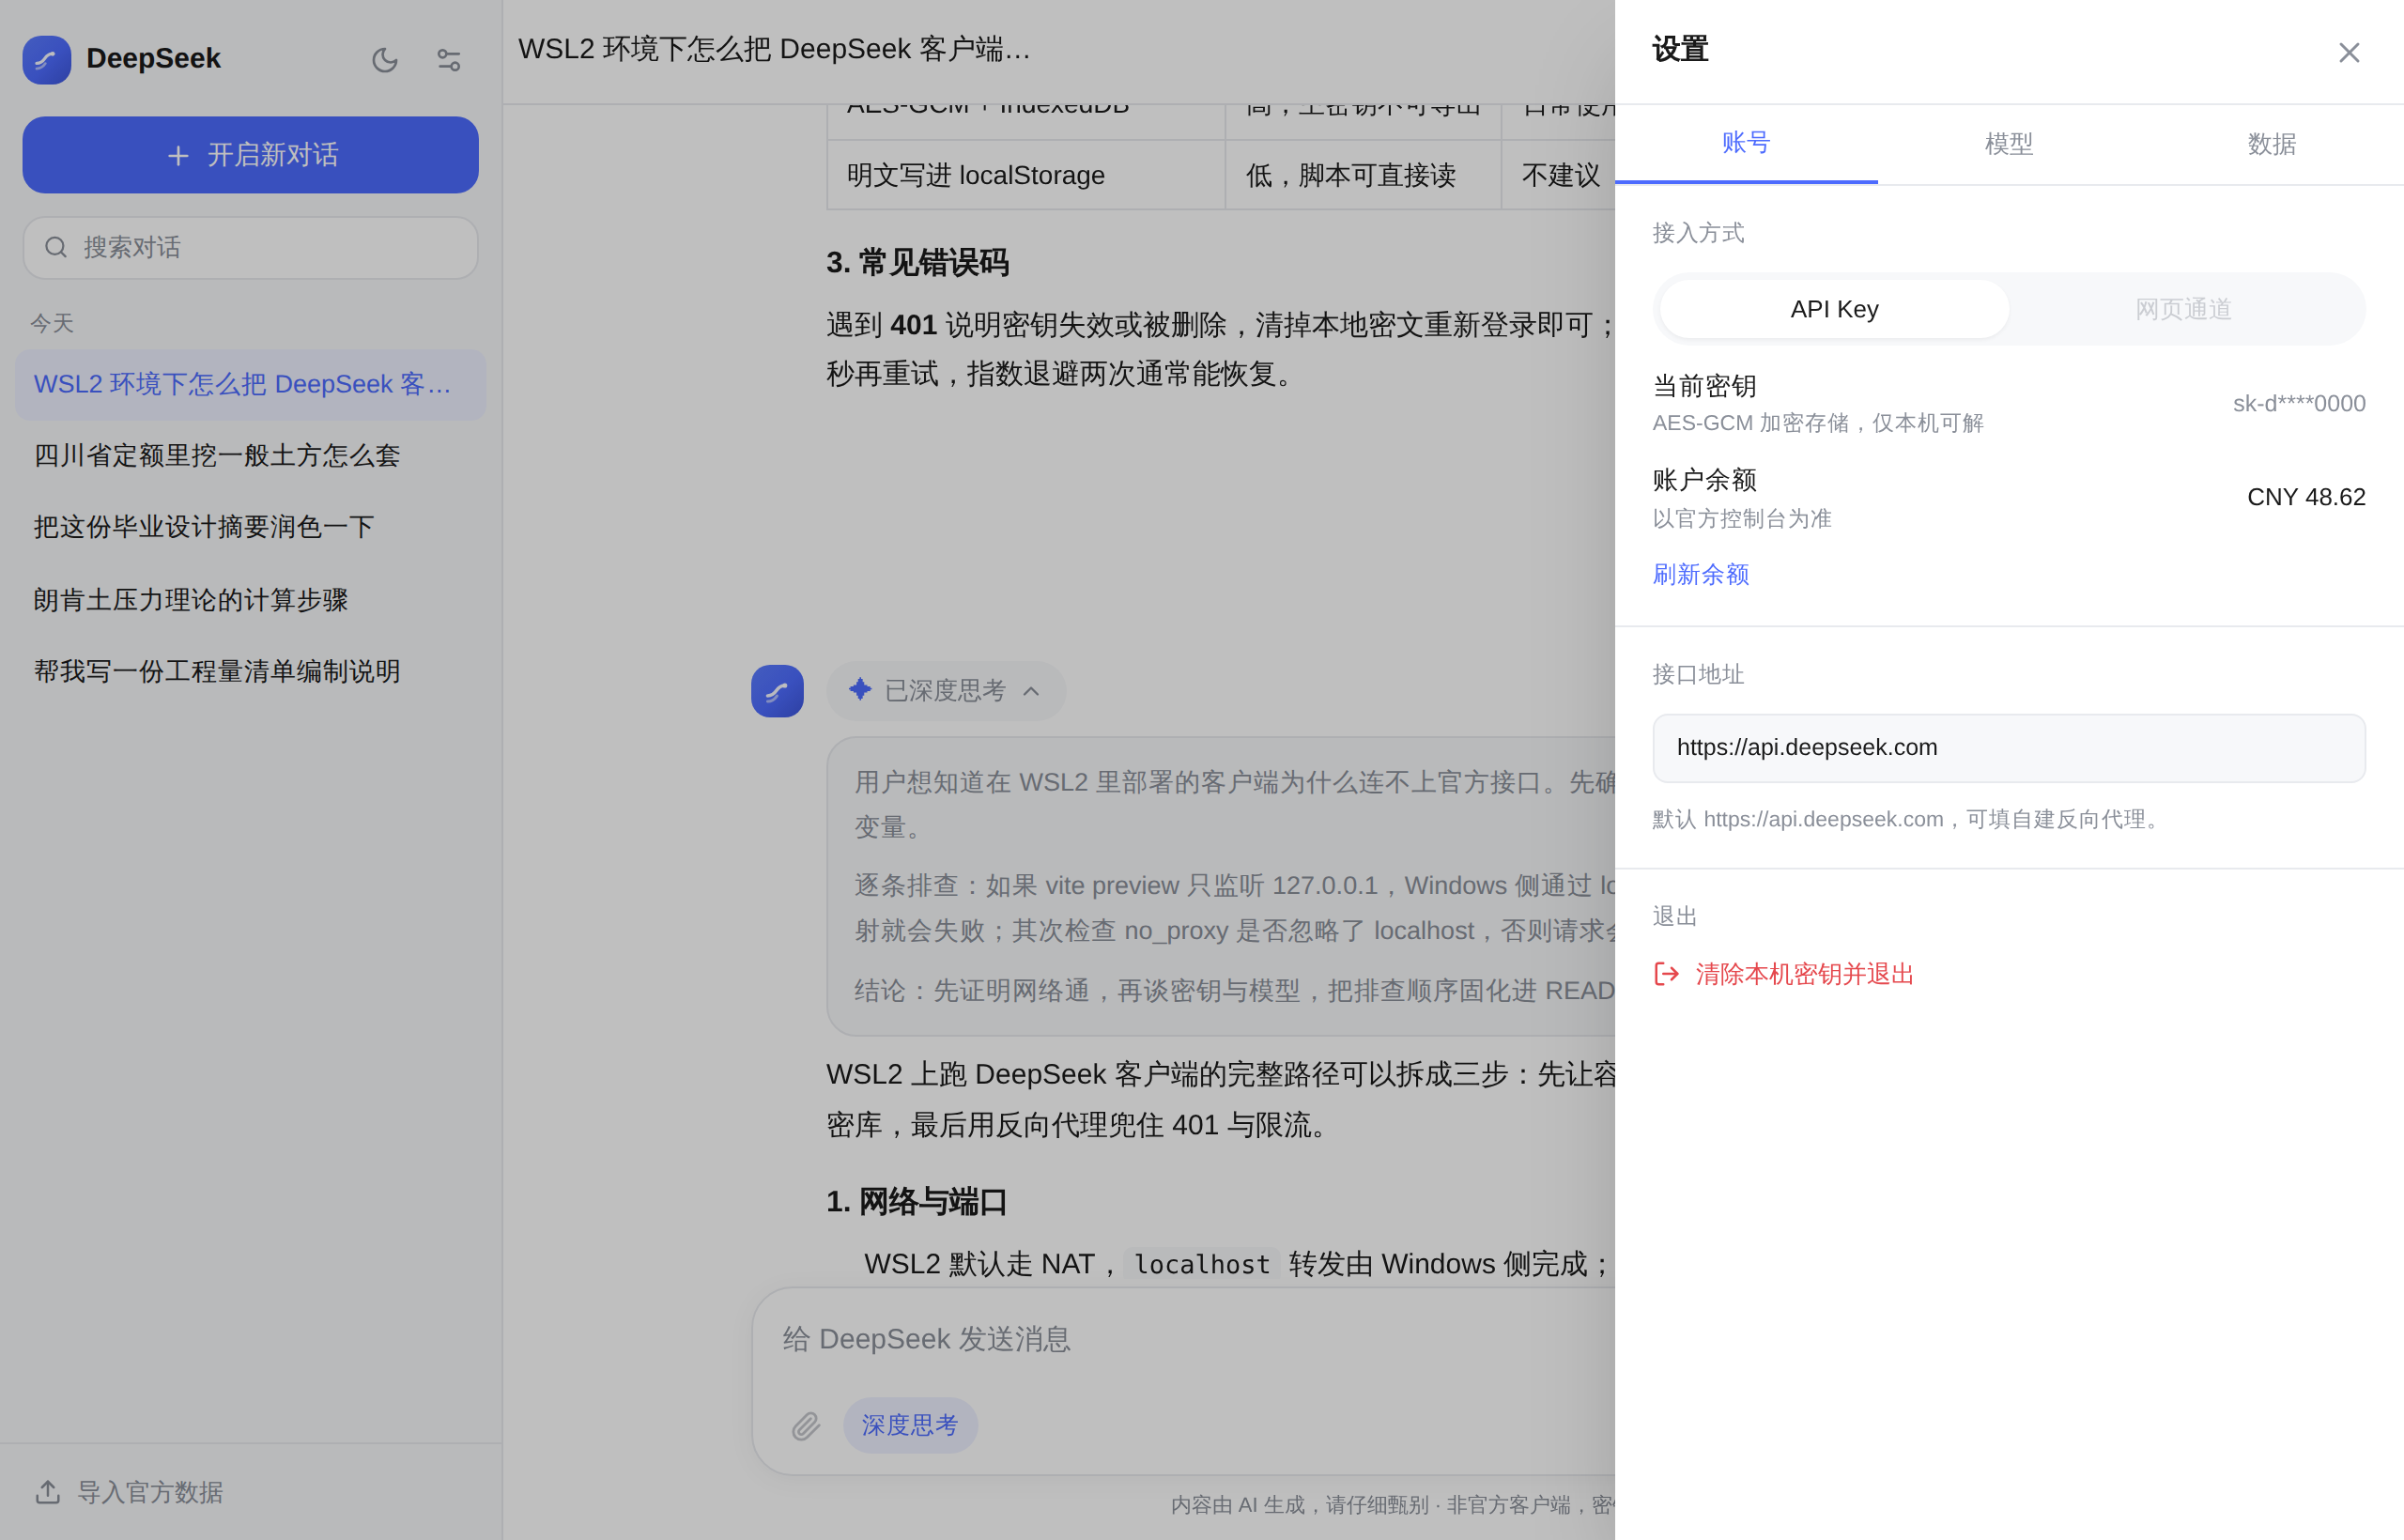 DeepSeek
开启新对话
搜索对话
今天
WSL2 环境下怎么把 DeepSeek 客…
四川省定额里挖一般土方怎么套
把这份毕业设计摘要润色一下
朗肯土压力理论的计算步骤
帮我写一份工程量清单编制说明
导入官方数据
WSL2 环境下怎么把 DeepSeek 客户端…
AES-GCM + IndexedDB 高，主密钥不可导出 日常使用
明文写进 localStorage 低，脚本可直接读 不建议
3. 常见错误码
遇到 401 说明密钥失效或被删除，清掉本地密文重新登录即可；
秒再重试，指数退避两次通常能恢复。
已深度思考
用户想知道在 WSL2 里部署的客户端为什么连不上官方接口。先确
变量。
逐条排查：如果 vite preview 只监听 127.0.0.1，Windows 侧通过 lo
射就会失败；其次检查 no_proxy 是否忽略了 localhost，否则请求会
结论：先证明网络通，再谈密钥与模型，把排查顺序固化进 READ
WSL2 上跑 DeepSeek 客户端的完整路径可以拆成三步：先让容
密库，最后用反向代理兜住 401 与限流。
1. 网络与端口
WSL2 默认走 NAT，localhost 转发由 Windows 侧完成；
给 DeepSeek 发送消息
深度思考
内容由 AI 生成，请仔细甄别 · 非官方客户端，密
设置
账号
模型
数据
接入方式
API Key
网页通道
当前密钥
AES-GCM 加密存储，仅本机可解
sk-d****0000
账户余额
以官方控制台为准
CNY 48.62
刷新余额
接口地址
https://api.deepseek.com
默认 https://api.deepseek.com，可填自建反向代理。
退出
清除本机密钥并退出